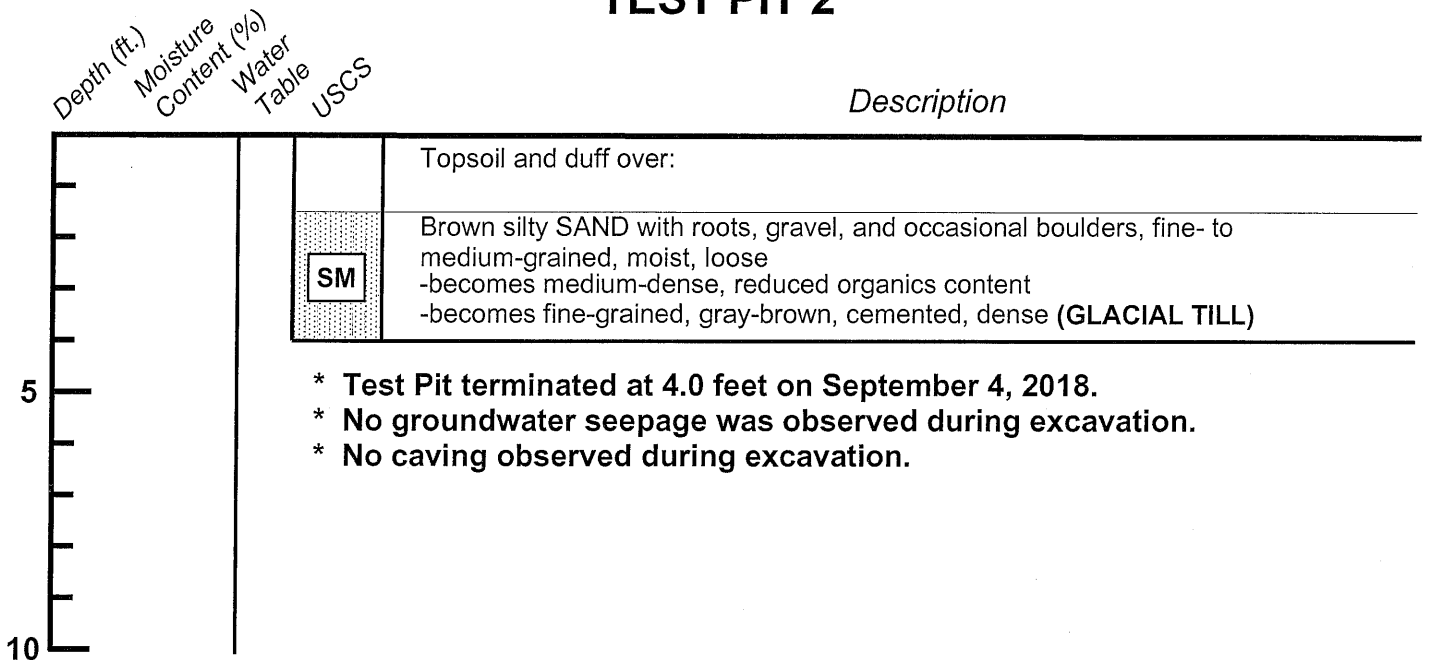 TEST PIT 2
Depth (ft.)
Moisture
Content (%)
Water
Table
USCS
Description
Topsoil and duff over:
Brown silty SAND with roots, gravel, and occasional boulders, fine- to
medium-grained, moist, loose
SM
-becomes medium-dense, reduced organics content
-becomes fine-grained, gray-brown, cemented, dense (GLACIAL TILL)
5
* Test Pit terminated at 4.0 feet on September 4, 2018.
* No groundwater seepage was observed during excavation.
* No caving observed during excavation.
10